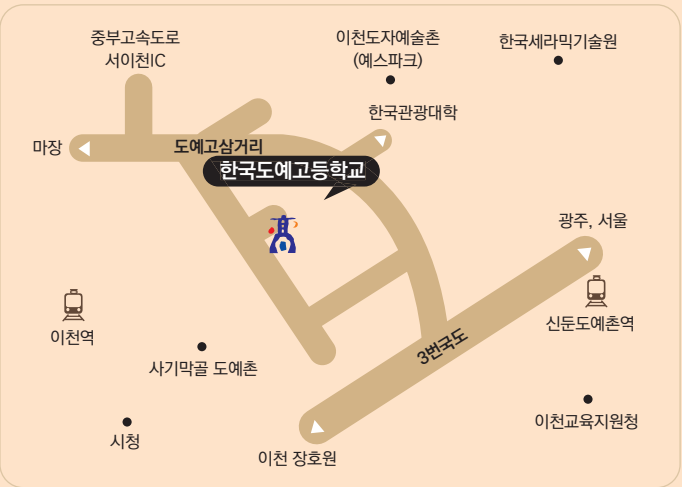 중부고속도로
서이천IC
이천도자예술촌
(예스파크)
한국세라믹기술원
한국관광대학
마장
도예고삼거리
한국도예고등학교
광주, 서울
이천역
신둔도예촌역
3번국도
사기막골 도예촌
시청
이천교육지원청
이천 장호원